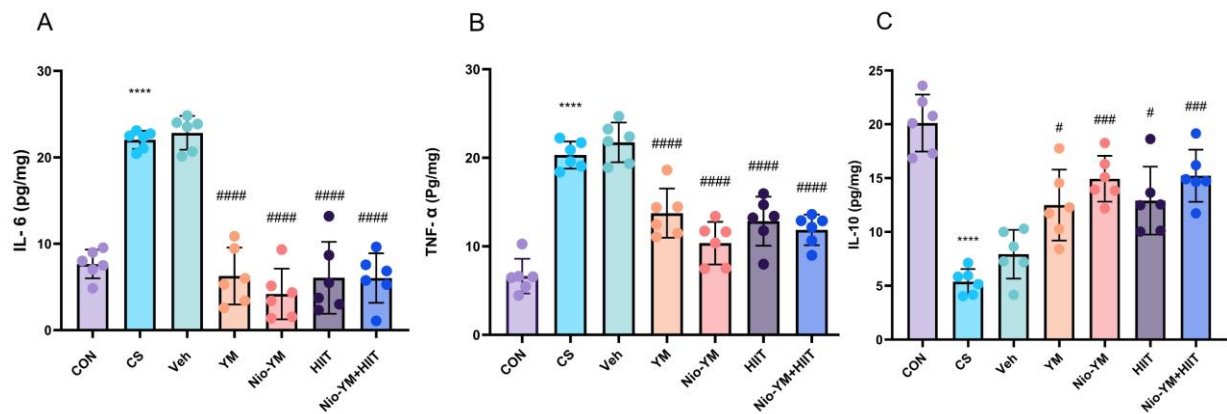 A
IL- 6 (pg/mg)
30
20
10
0
****
####
####
####
####
CON
CS
Veh
YM
Nio-YM
HIIT
Nio-YM+HIIT
B
TNF- α (Pg/mg)
30
20
10
0
****
####
####
####
####
CON
CS
Veh
YM
Nio-YM
HIIT
Nio-YM+HIIT
C
IL-10 (pg/mg)
25
20
15
10
5
0
****
#
###
#
###
CON
CS
Veh
YM
Nio-YM
HIIT
Nio-YM+HIIT